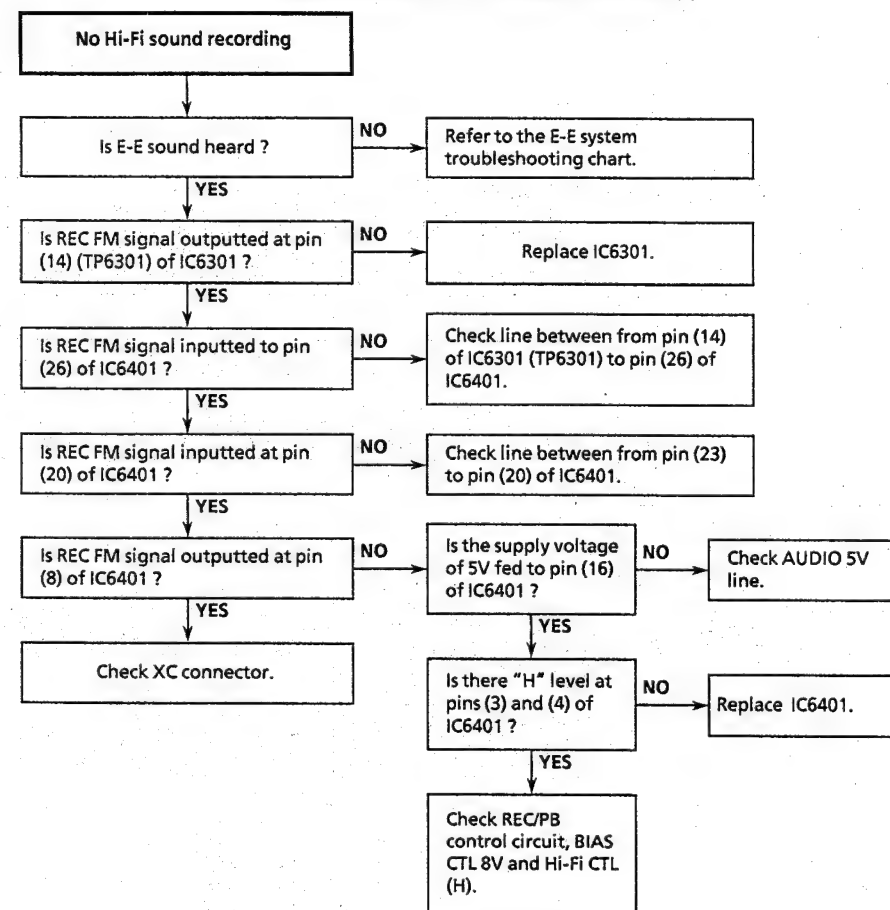 No Hi-Fi sound recording
Is E-E sound heard ?
NO
Refer to the E-E system
troubleshooting chart.
YES
Is REC FM signal outputted at pin
(14) (TP6301) of IC6301 ?
NO
Replace IC6301.
YES
Is REC FM signal inputted to pin
(26) of IC6401 ?
NO
Check line between from pin (14)
of IC6301 (TP6301) to pin (26) of
IC6401.
YES
Is REC FM signal inputted at pin
(20) of IC6401 ?
NO
Check line between from pin (23)
to pin (20) of IC6401.
YES
Is REC FM signal outputted at pin
(8) of IC6401 ?
NO
Is the supply voltage
of 5V fed to pin (16)
of IC6401 ?
NO
Check AUDIO 5V
line.
YES
Check XC connector.
YES
Is there "H" level at
pins (3) and (4) of
IC6401 ?
NO
Replace IC6401.
YES
Check REC/PB
control circuit, BIAS
CTL 8V and Hi-Fi CTL
(H).